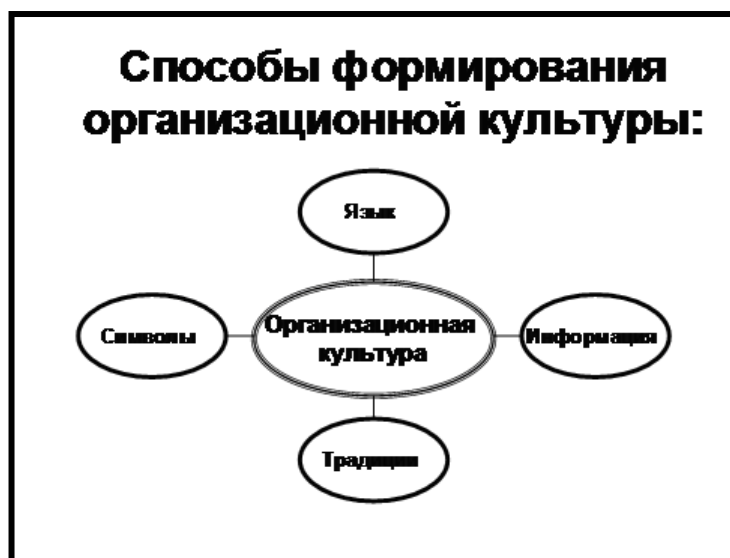 Способы формирования
организационной культуры:
Язык
Символы
Организационная
культура
Информация
Традиции